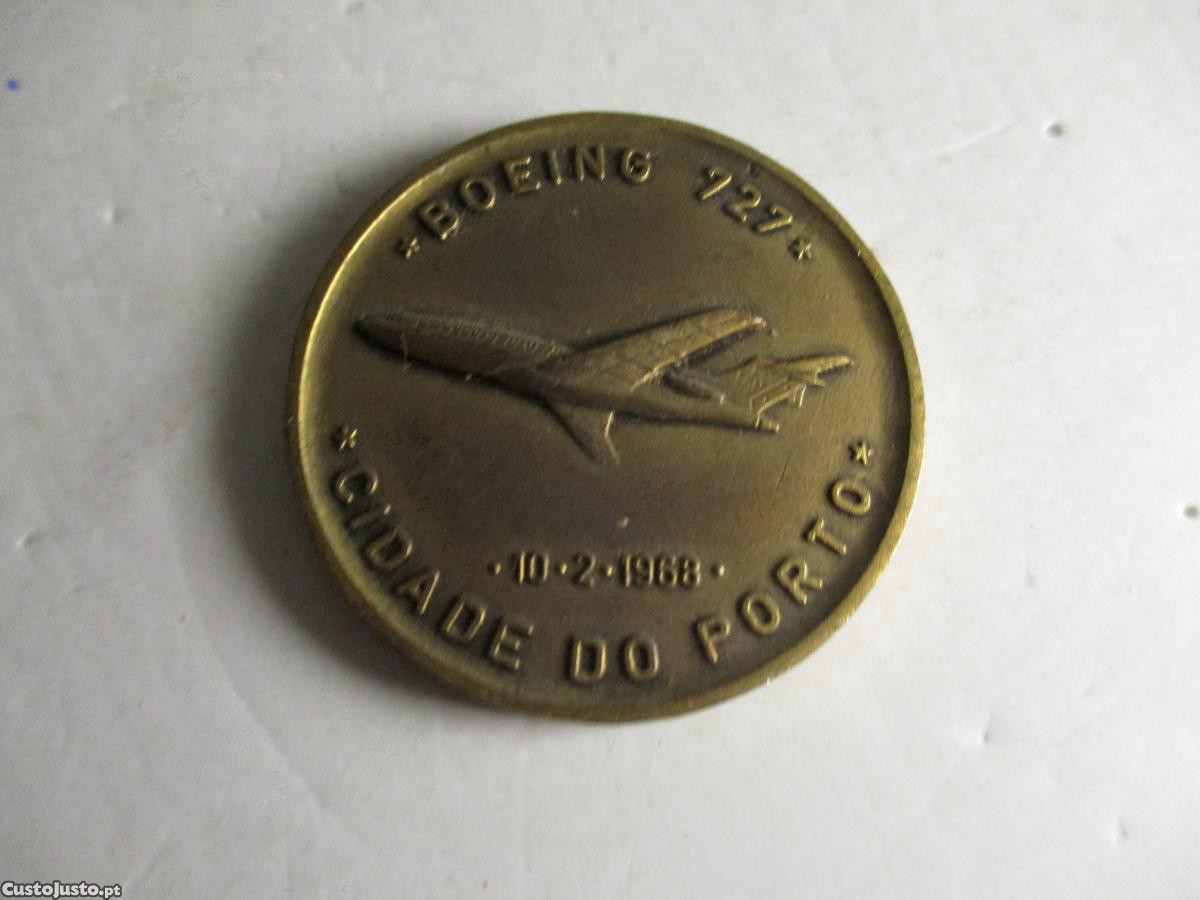 * BOEING 727 *
· 10 · 2 · 1968 ·
* CIDADE DO PORTO *
CustoJusto.pt